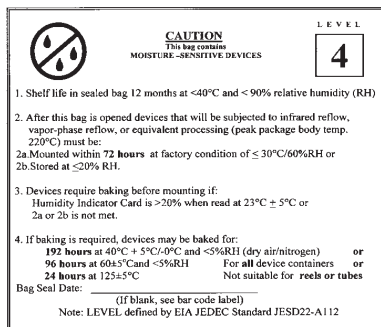 LEVEL
CAUTION
This bag contains
MOISTURE -SENSITIVE DEVICES
4
1. Shelf life in sealed bag 12 months at <40°C and < 90% relative humidity (RH)
2. After this bag is opened devices that will be subjected to infrared reflow,
vapor-phase reflow, or equivalent processing (peak package body temp.
220°C) must be:
2a.Mounted within 72 hours at factory condition of ≤ 30°C/60%RH or
2b.Stored at ≤20% RH.
3. Devices require baking before mounting if:
Humidity Indicator Card is >20% when read at 23°C ± 5°C or
2a or 2b is not met.
4. If baking is required, devices may be baked for:
192 hours at 40°C + 5°C/-0°C and <5%RH (dry air/nitrogen) or
96 hours at 60±5°Cand <5%RH For all device containers or
24 hours at 125±5°C Not suitable for reels or tubes
Bag Seal Date:
(If blank, see bar code label)
Note: LEVEL defined by EIA JEDEC Standard JESD22-A112